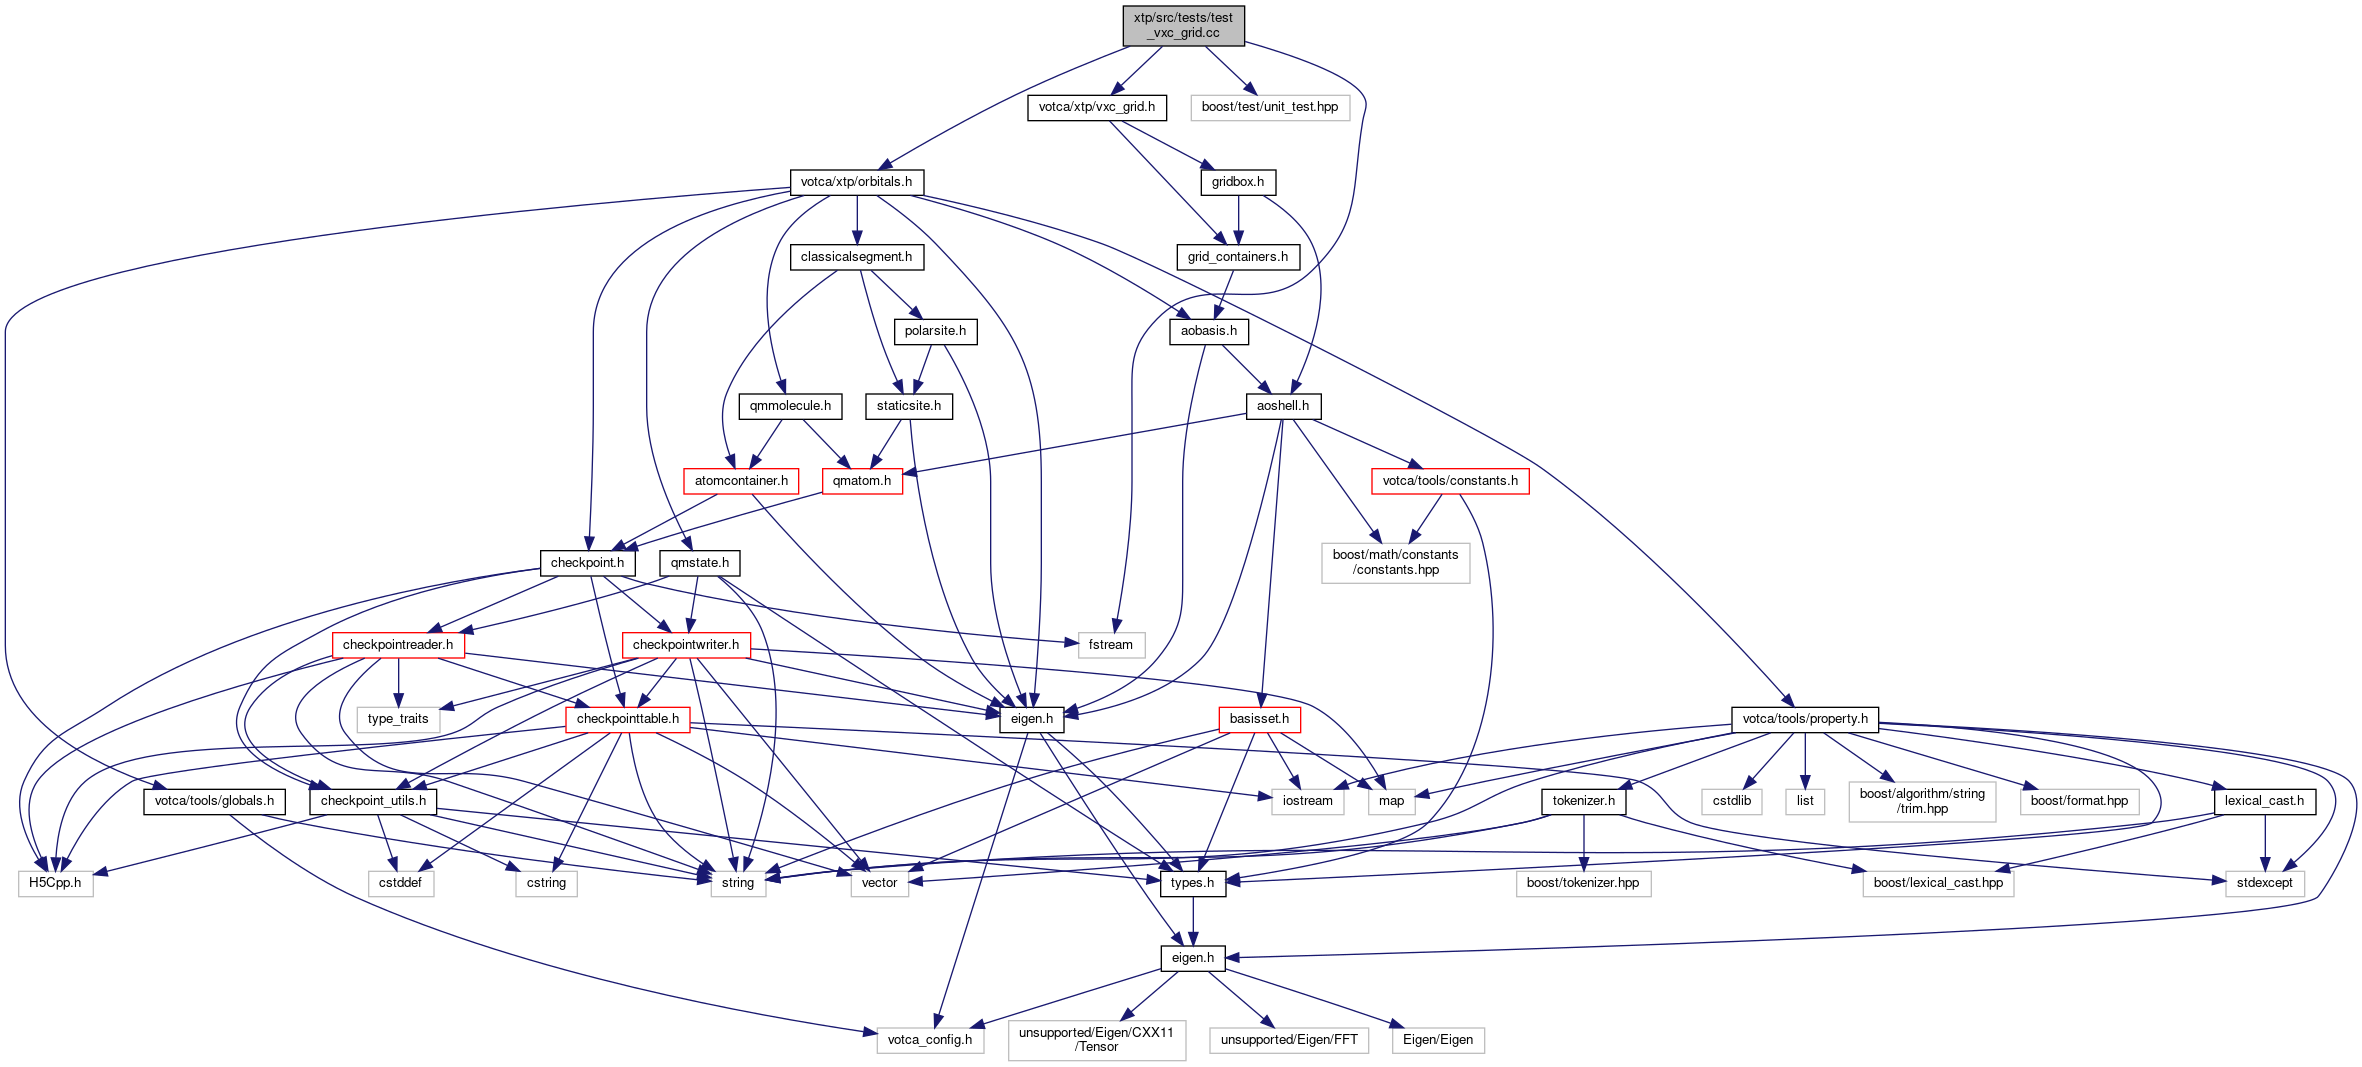 xtp/src/tests/test
_vxc_grid.cc
votca/xtp/vxc_grid.h
boost/test/unit_test.hpp
votca/xtp/orbitals.h
gridbox.h
classicalsegment.h
grid_containers.h
polarsite.h
aobasis.h
qmmolecule.h
staticsite.h
aoshell.h
atomcontainer.h
qmatom.h
votca/tools/constants.h
checkpoint.h
qmstate.h
boost/math/constants
/constants.hpp
checkpointreader.h
checkpointwriter.h
fstream
type_traits
checkpointtable.h
eigen.h
basisset.h
votca/tools/property.h
votca/tools/globals.h
checkpoint_utils.h
iostream
map
tokenizer.h
cstdlib
list
boost/algorithm/string
/trim.hpp
boost/format.hpp
lexical_cast.h
H5Cpp.h
cstddef
cstring
string
vector
types.h
boost/tokenizer.hpp
boost/lexical_cast.hpp
stdexcept
eigen.h
votca_config.h
unsupported/Eigen/CXX11
/Tensor
unsupported/Eigen/FFT
Eigen/Eigen